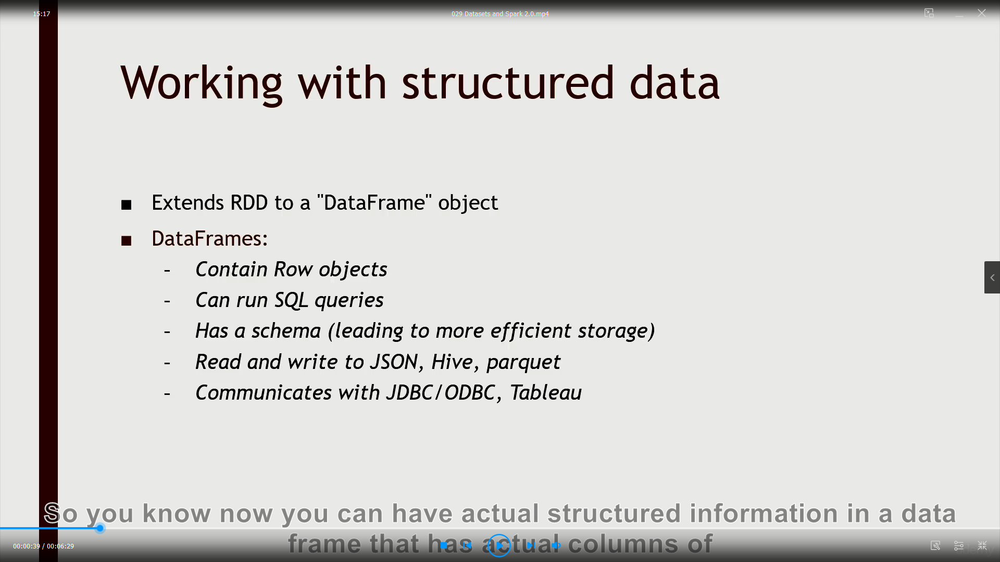 15:17
029 Datasets and Spark 2.0.mp4
Working with structured data
■ Extends RDD to a "DataFrame" object
■ DataFrames:
– Contain Row objects
– Can run SQL queries
– Has a schema (leading to more efficient storage)
– Read and write to JSON, Hive, parquet
– Communicates with JDBC/ODBC, Tableau
So you know now you can have actual structured information in a data
frame that has actual columns of
00:00:39 / 00:06:29